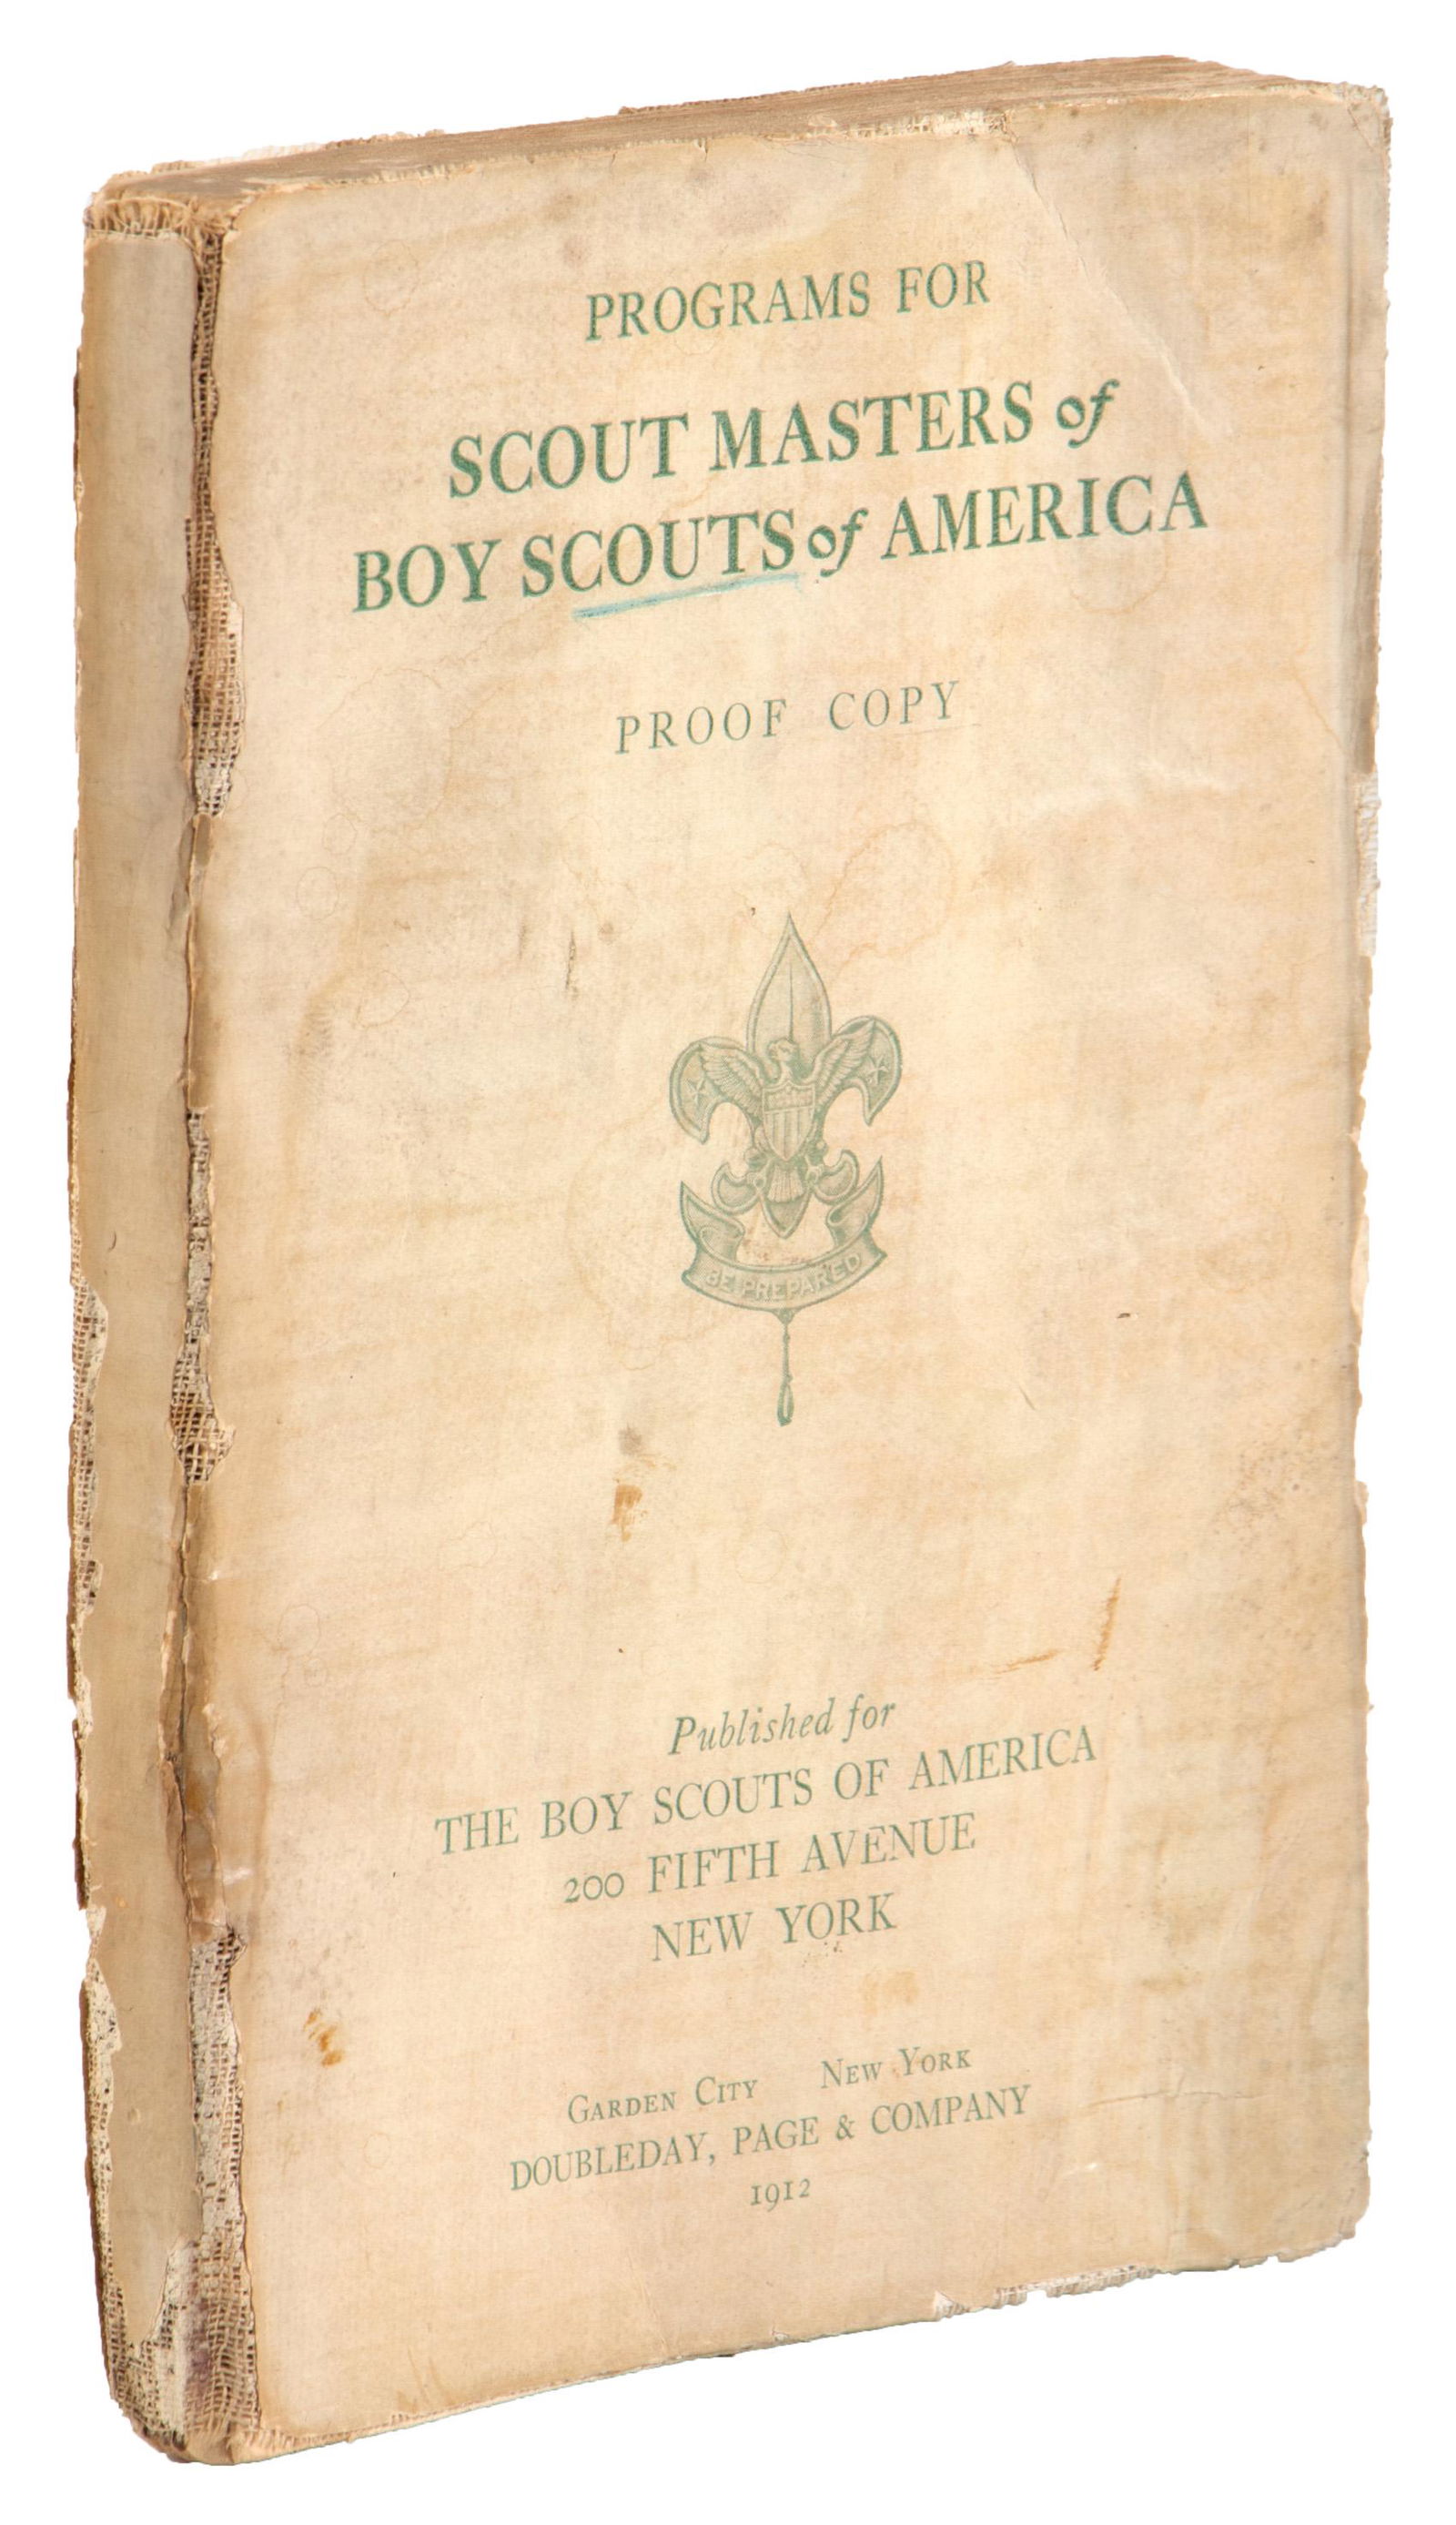 PROGRAMS FOR
SCOUT MASTERS of
BOY SCOUTS of AMERICA
PROOF COPY
BE PREPARED
Published for
THE BOY SCOUTS OF AMERICA
200 FIFTH AVENUE
NEW YORK
GARDEN CITY NEW YORK
DOUBLEDAY, PAGE & COMPANY
1912